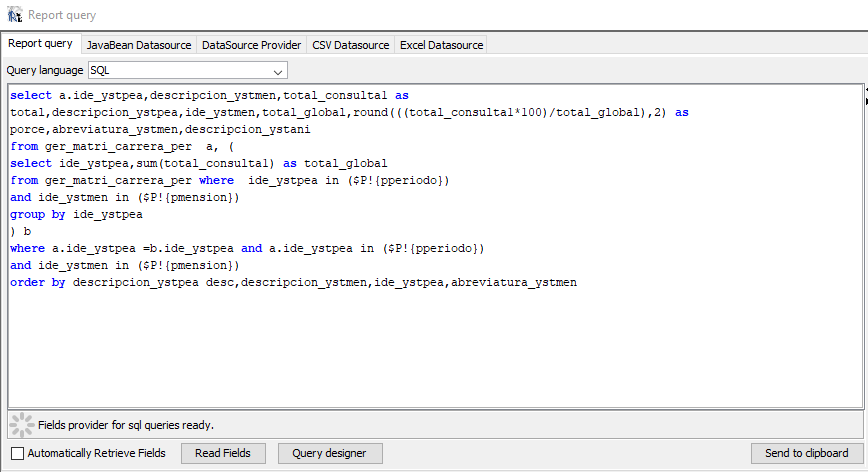 Report query
Report query JavaBean Datasource DataSource Provider CSV Datasource Excel Datasource
Query language SQL
select a.ide_ystpea,descripcion_ystmen,total_consulta1 as
total,descripcion_ystpea,ide_ystmen,total_global,round(((total_consulta1*100)/total_global),2) as
porce,abreviatura_ystmen,descripcion_ystani
from ger_matri_carrera_per  a, (
select ide_ystpea,sum(total_consulta1) as total_global
from ger_matri_carrera_per where  ide_ystpea in ($P!{pperiodo})
and ide_ystmen in ($P!{pmension})
group by ide_ystpea
) b
where a.ide_ystpea =b.ide_ystpea and a.ide_ystpea in ($P!{pperiodo})
and ide_ystmen in ($P!{pmension})
order by descripcion_ystpea desc,descripcion_ystmen,ide_ystpea,abreviatura_ystmen
Fields provider for sql queries ready.
Automatically Retrieve Fields Read Fields Query designer Send to clipboard